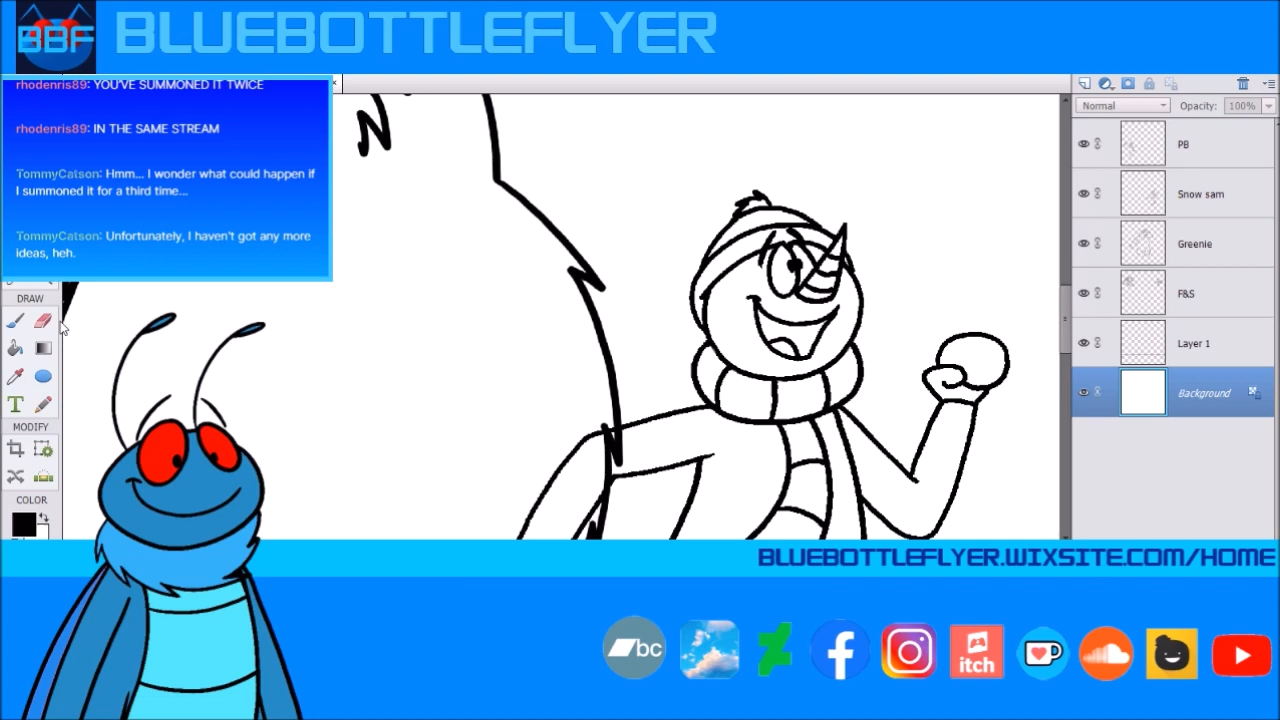 BBF
BLUEBOTTLEFLYER
rhodenris89: YOU'VE SUMMONED IT TWICE
rhodenris89: IN THE SAME STREAM
TommyCatson: Hmm... I wonder what could happen if
I summoned it for a third time...
TommyCatson: Unfortunately, I haven't got any more
ideas, heh.
Normal
Opacity: 100%
PB
Snow sam
Greenie
F&S
Layer 1
Background
DRAW
T
MODIFY
COLOR
N
BLUEBOTTLEFLYER.WIXSITE.COM/HOME
bc
itch